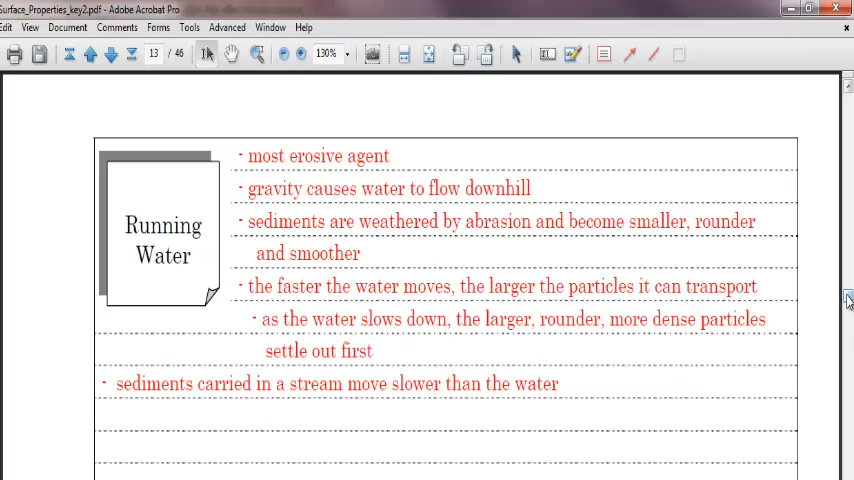 Surface_Properties_key2.pdf - Adobe Acrobat Pro
Edit View Document Comments Forms Tools Advanced Window Help
13 / 46 130%
Running
Water
- most erosive agent
- gravity causes water to flow downhill
- sediments are weathered by abrasion and become smaller, rounder
and smoother
- the faster the water moves, the larger the particles it can transport
- as the water slows down, the larger, rounder, more dense particles
settle out first
- sediments carried in a stream move slower than the water